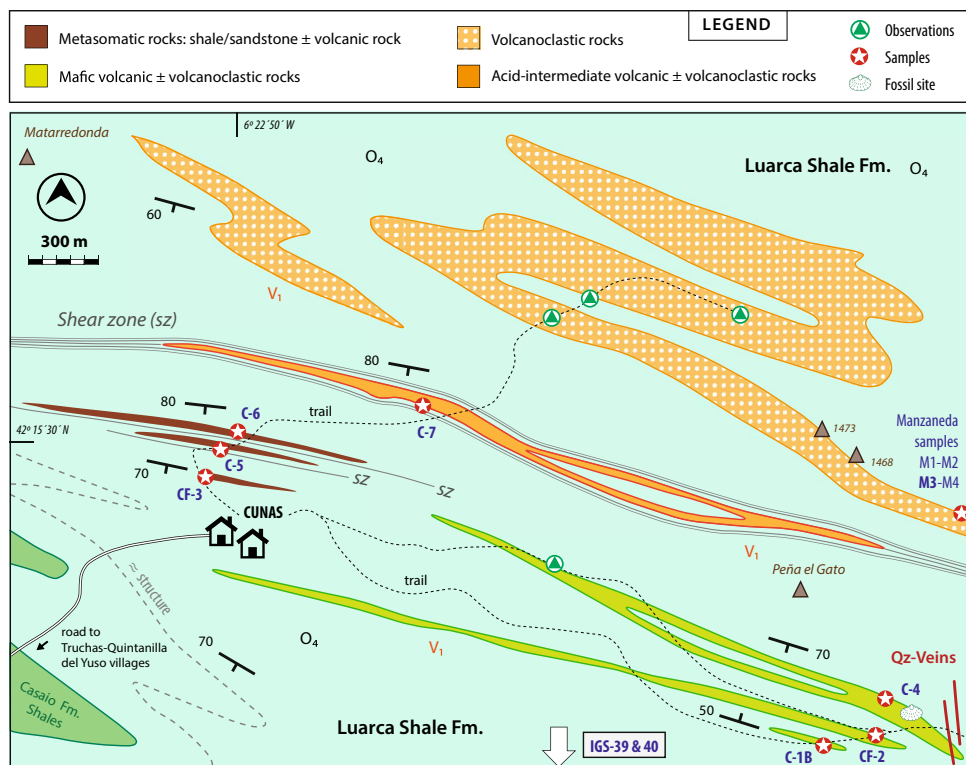 LEGEND
Metasomatic rocks: shale/sandstone ± volcanic rock
Mafic volcanic ± volcanoclastic rocks
Volcanoclastic rocks
Acid-intermediate volcanic ± volcanoclastic rocks
Observations
Samples
Fossil site
6º 22´50´´ W
Matarredonda
O₄
Luarca Shale Fm.
O₄
60
300 m
V₁
Shear zone (sz)
80
80
C-6
trail
C-7
42º 15´30´´ N
C-5
70
CF-3
SZ
SZ
1473
1468
Manzaneda
samples
M1-M2
M3-M4
CUNAS
V₁
Peña el Gato
≈ structure
trail
road to
Truchas-Quintanilla
del Yuso villages
70
O₄
V₁
70
Qz-Veins
C-4
Casaio Fm.
Shales
50
Luarca Shale Fm.
IGS-39 & 40
C-1B
CF-2